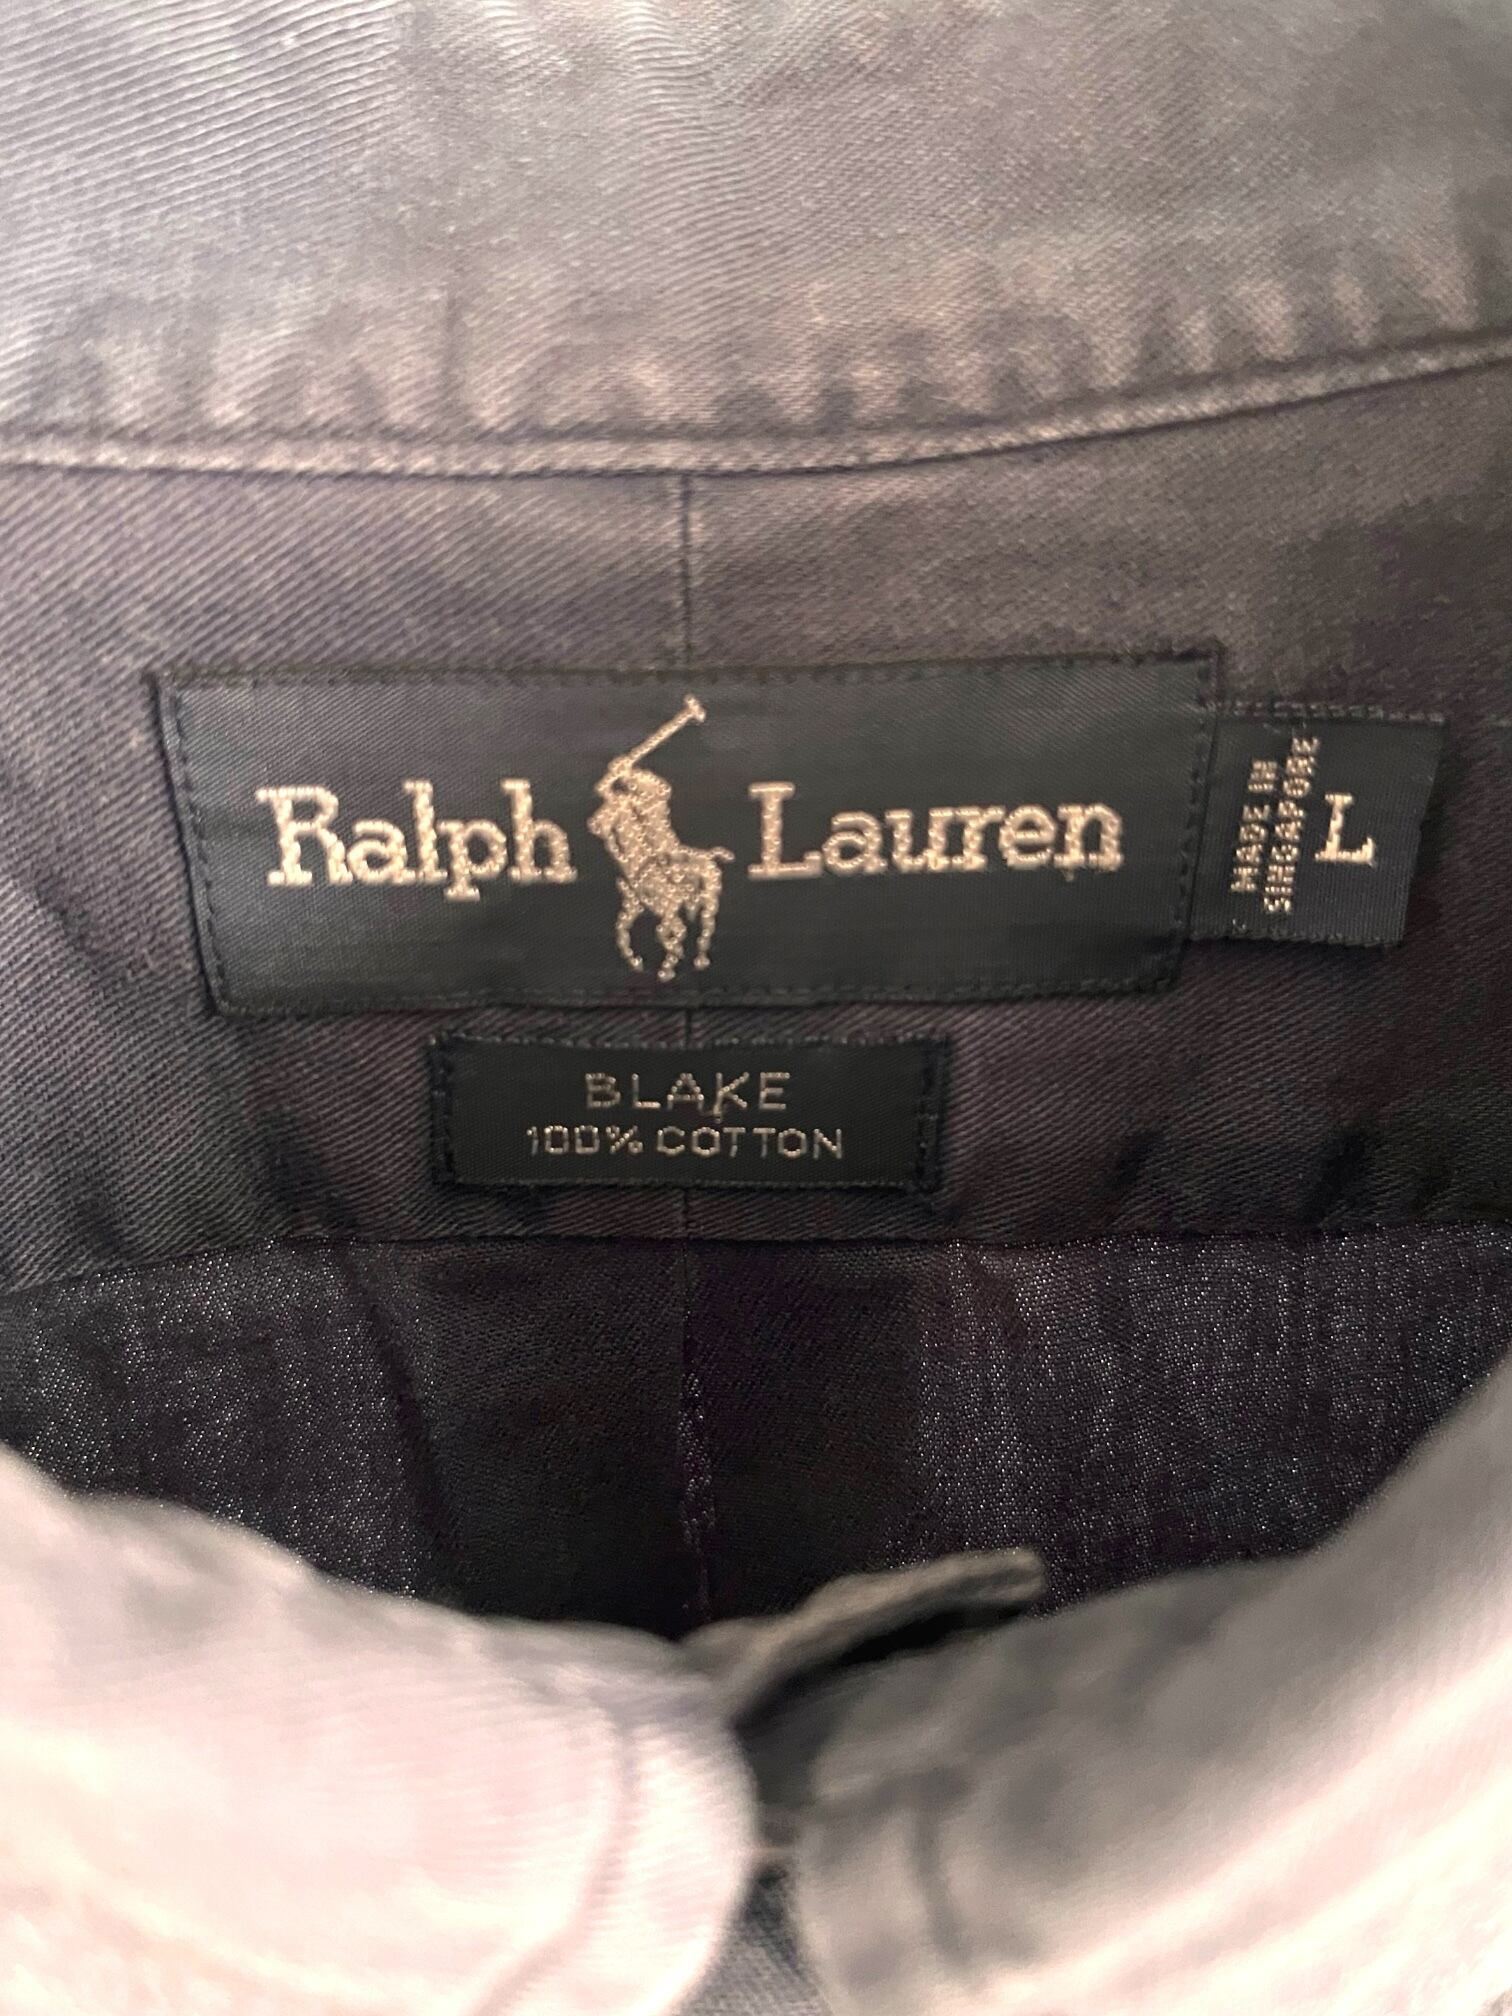 Ralph Lauren
MADE IN
SINGAPORE
L
BLAKE
100% COTTON